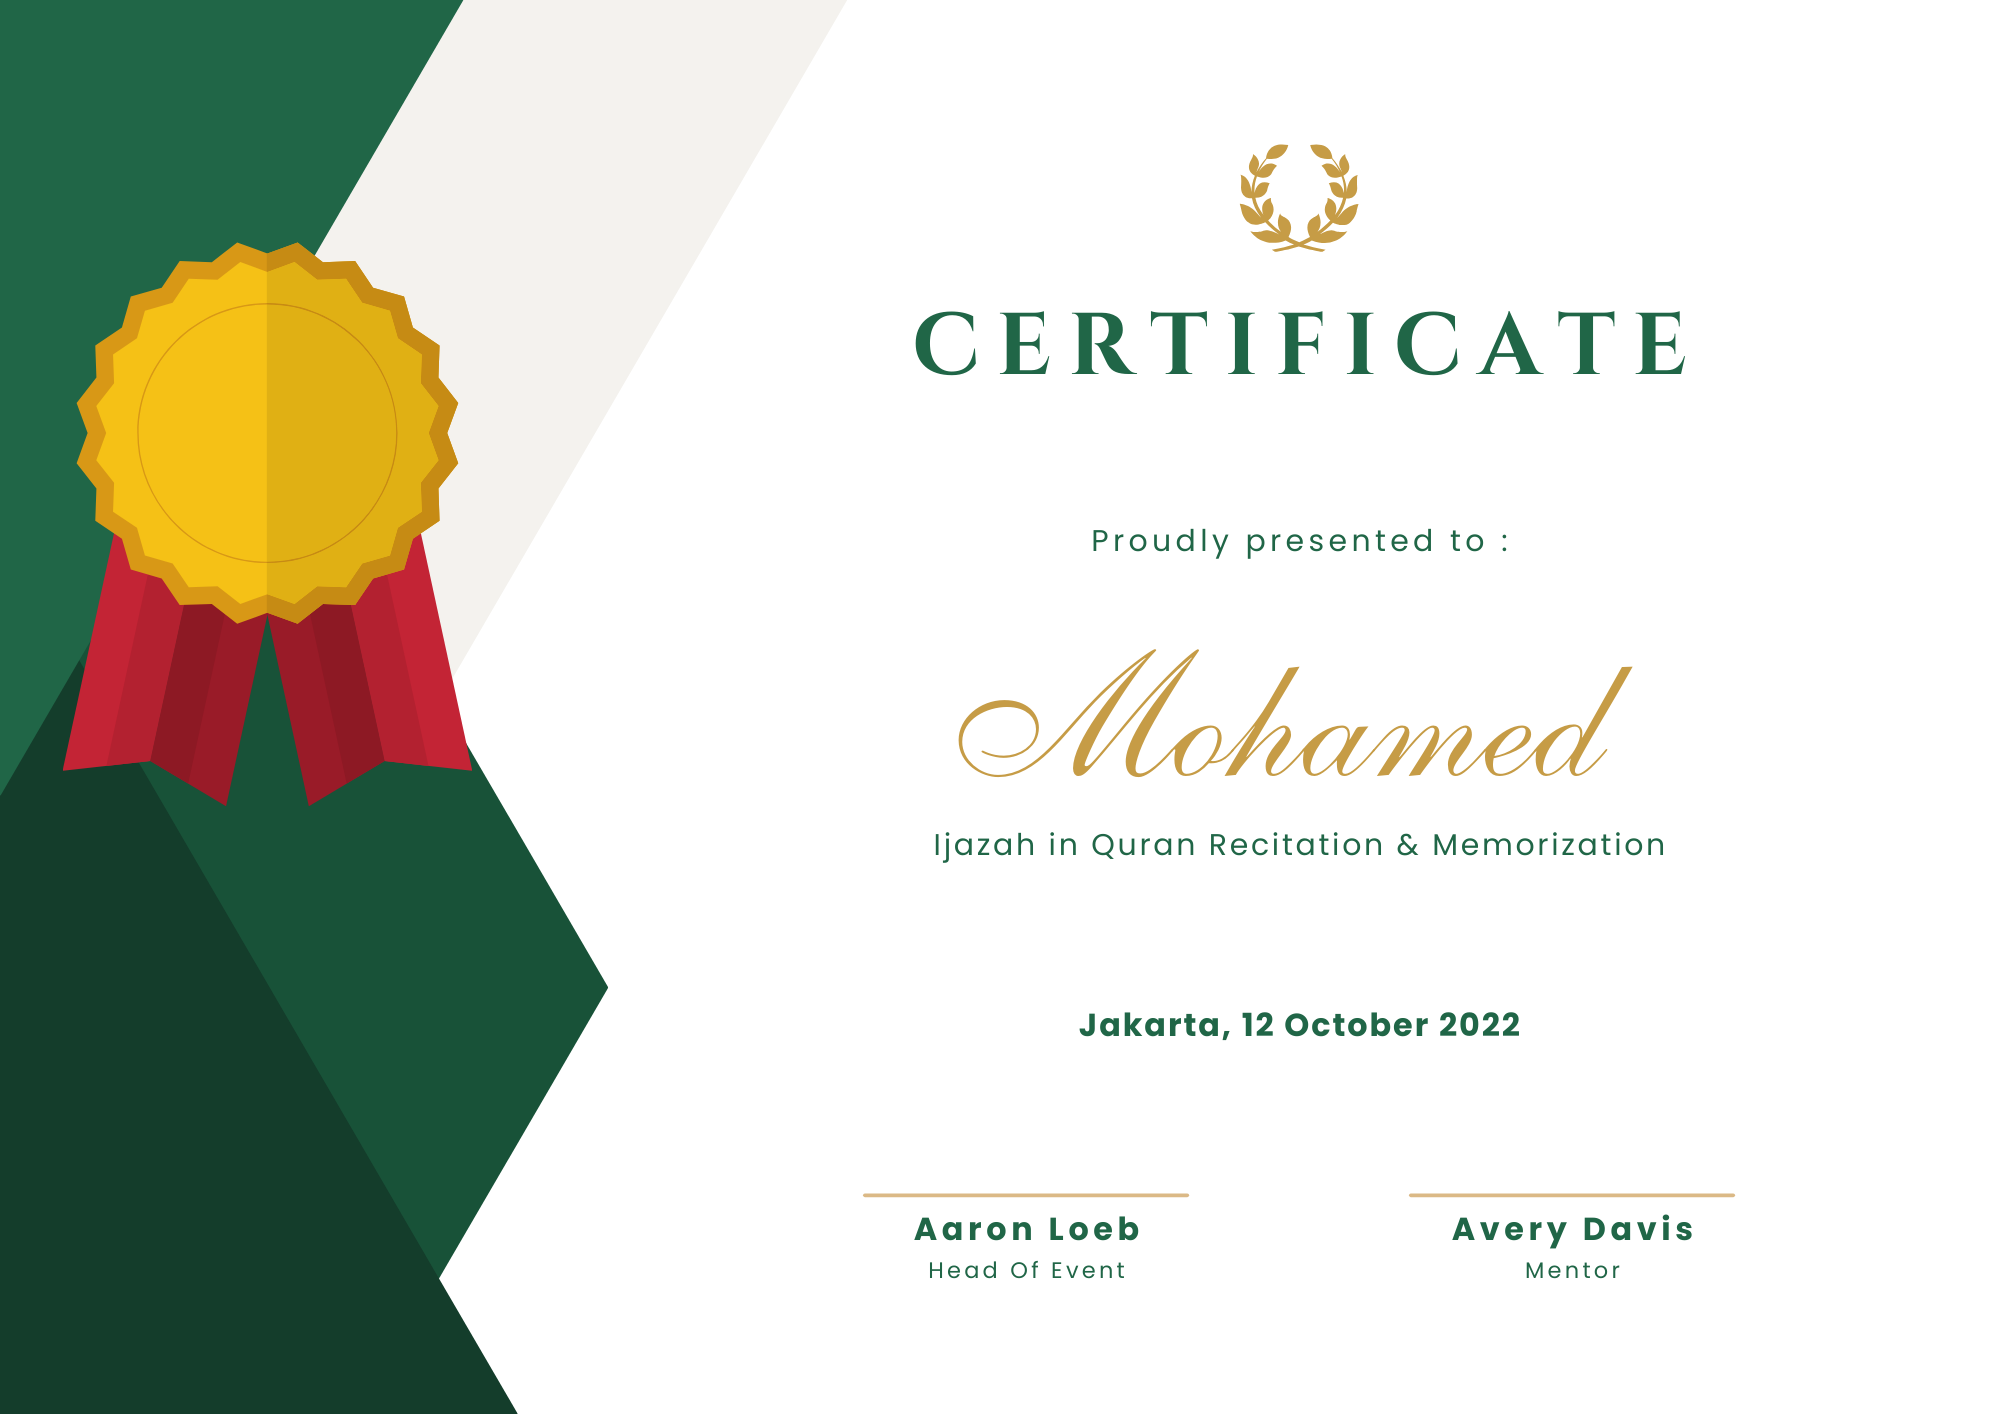 CERTIFICATE
Proudly presented to :
Mohamed
Ijazah in Quran Recitation & Memorization
Jakarta, 12 October 2022
Aaron Loeb
Head Of Event
Avery Davis
Mentor